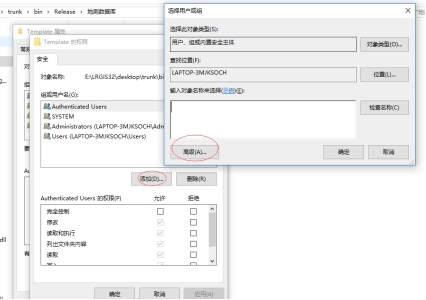 trunk › bin › Release › 地测数据库
Template 属性
Template 的权限
安全
对象名称: E:\LRGIS32\desktop\trunk\bi
组或用户名(G):
Authenticated Users
SYSTEM
Administrators (LAPTOP-3MJKSOCH\Adn
Users (LAPTOP-3MJKSOCH\Users)
添加(D)...
删除(R)
Authenticated Users 的权限(P)
允许
拒绝
完全控制
修改
读取和执行
列出文件夹内容
读取
确定
取消
应用(A)
选择用户或组
选择此对象类型(S):
用户、组或内置安全主体
对象类型(O)...
查找位置(F):
LAPTOP-3MJKSOCH
位置(L)...
输入对象名称来选择(示例)(E):
检查名称(C)
高级(A)...
确定
取消
dll